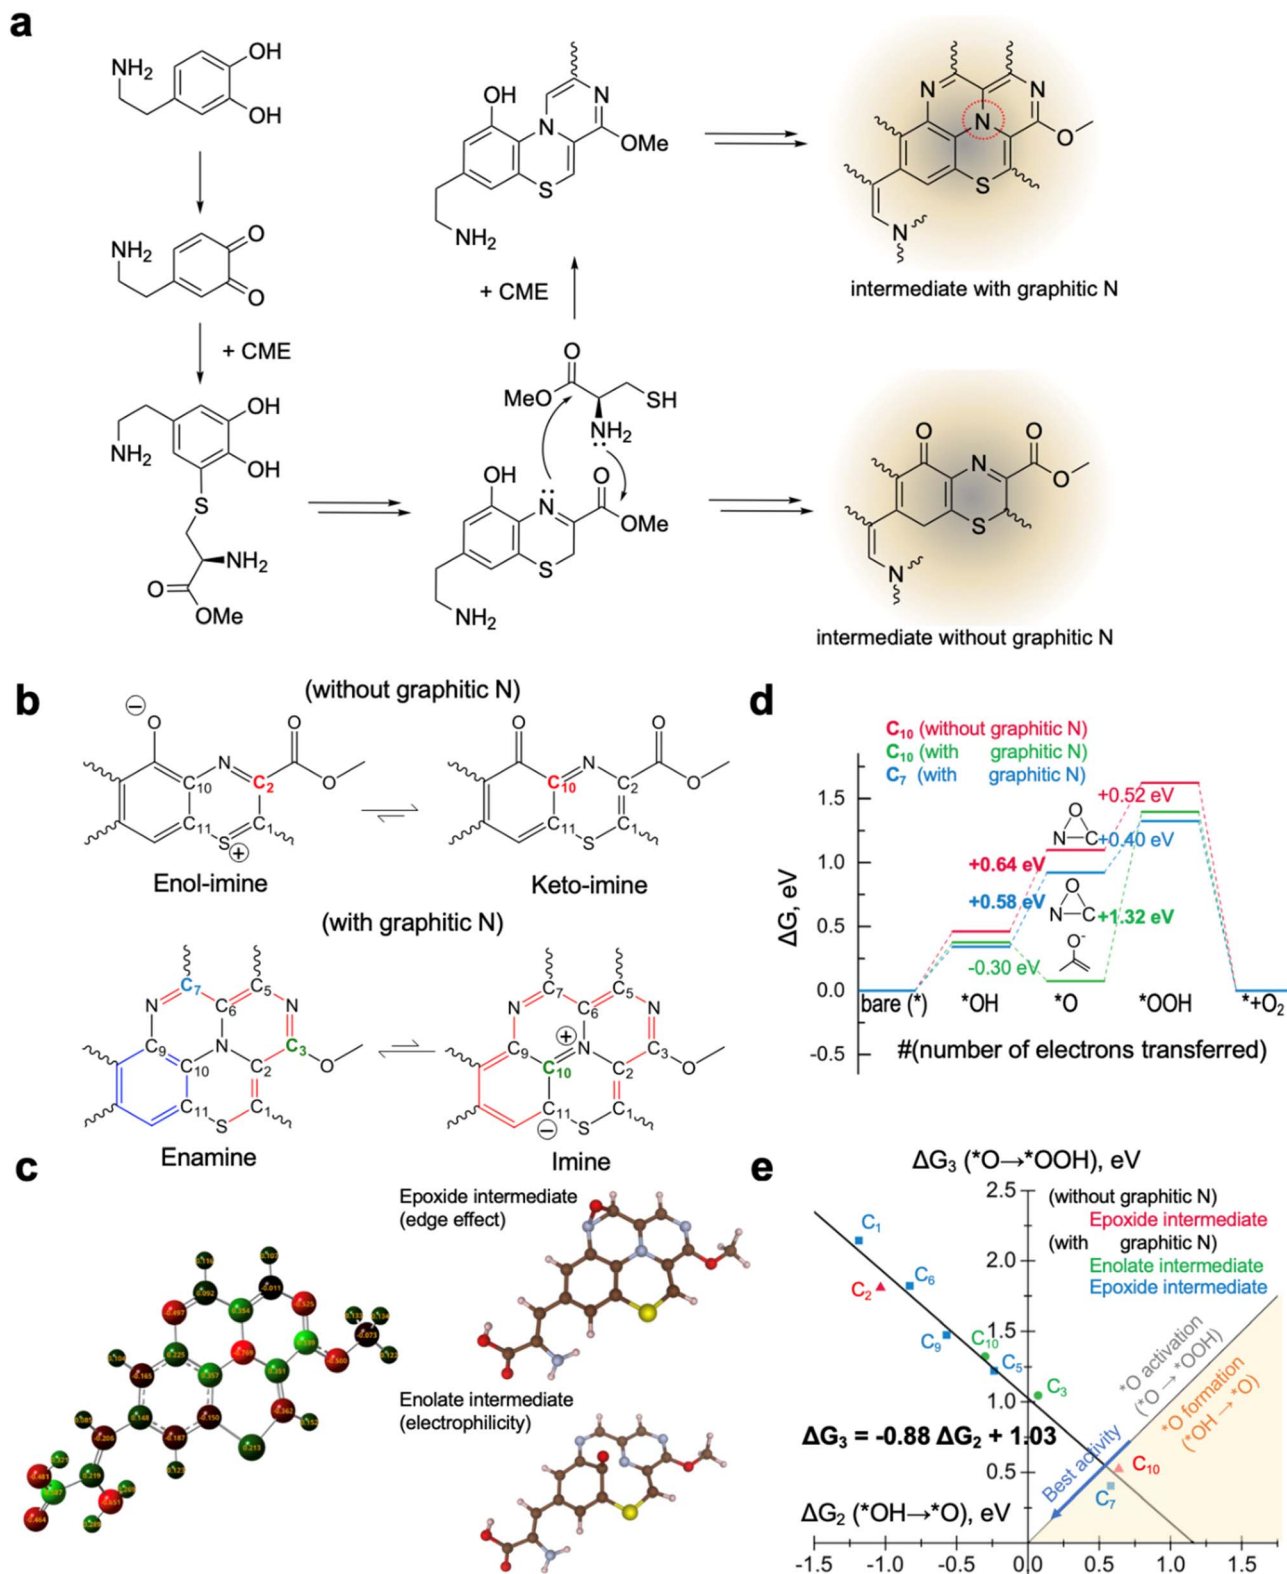 a
NH2
OH
OH
NH2
O
O
+ CME
OH
OH
NH2
S
NH2
O
OMe
OH
N
N
OMe
S
NH2
+ CME
O
MeO
SH
NH2
OH
N
O
OMe
S
NH2
N
N
N
O
S
N
intermediate with graphitic N
O
N
O
O
S
N
intermediate without graphitic N
b
(without graphitic N)
O
O
N
C10
C2
O
C11
S
C1
Enol-imine
O
O
N
C10
C2
O
C11
S
C1
Keto-imine
(with graphitic N)
C7
C5
N
C6
N
C9
N
C3
O
C10
C2
C11
S
C1
Enamine
C7
C5
N
C6
N
C9
N
C3
O
C10
C2
C11
S
C1
Imine
c
Epoxide intermediate
(edge effect)
Enolate intermediate
(electrophilicity)
d
C10 (without graphitic N)
C10 (with graphitic N)
C7 (with graphitic N)
ΔG, eV
1.5
1.0
0.5
0.0
-0.5
+0.52 eV
O
N C
+0.40 eV
+0.64 eV
+0.58 eV
O
N C
+1.32 eV
O-
-0.30 eV
bare (*)
*OH
*O
*OOH
*+O2
#(number of electrons transferred)
e
ΔG3 (*O→*OOH), eV
2.5
2.0
1.5
1.0
0.5
(without graphitic N)
Epoxide intermediate
(with graphitic N)
Enolate intermediate
Epoxide intermediate
C1
C6
C2
C9
C10
C5
C3
*O activation
(*O → *OOH)
*O formation
(*OH → *O)
ΔG3 = -0.88 ΔG2 + 1.03
Best activity
C10
C7
ΔG2 (*OH→*O), eV
-1.5 -1.0 -0.5 0.0 0.5 1.0 1.5